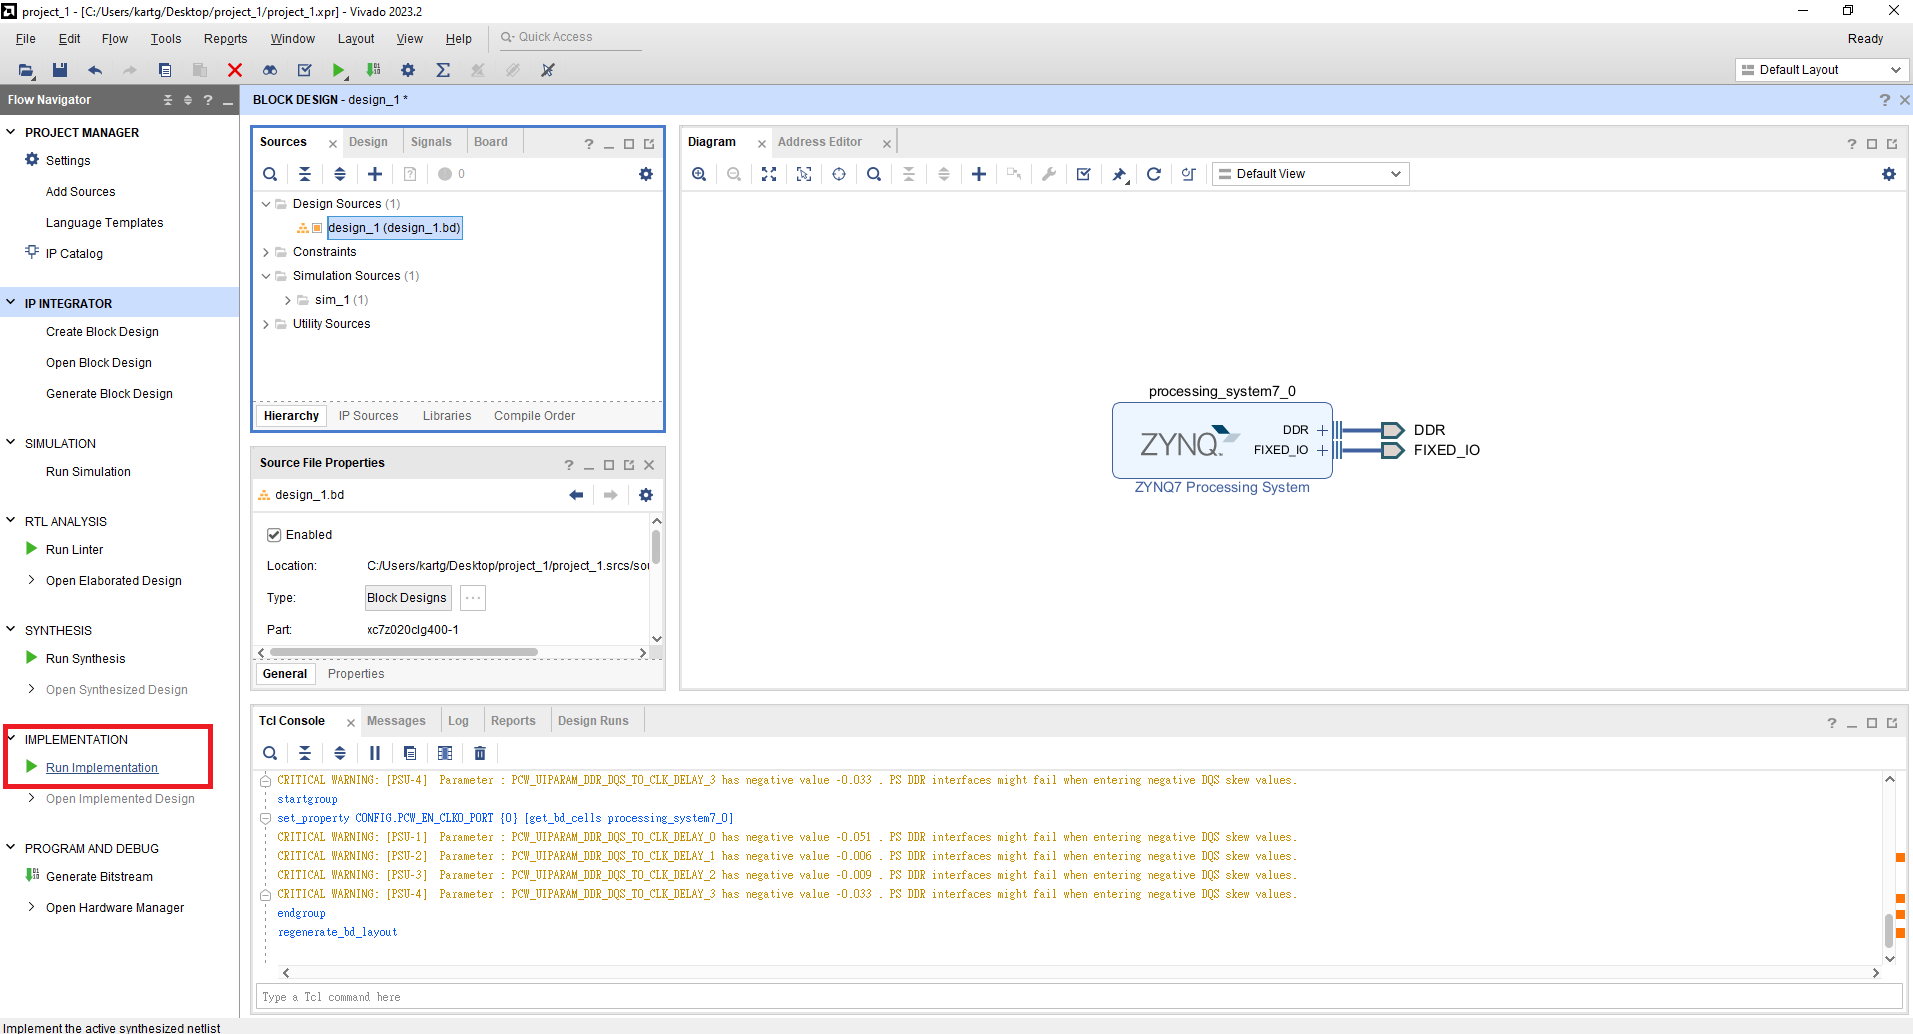 project_1 - [C:/Users/kartg/Desktop/project_1/project_1.xpr] - Vivado 2023.2
File Edit Flow Tools Reports Window Layout View Help Quick Access Ready
Default Layout
Flow Navigator
PROJECT MANAGER
Settings
Add Sources
Language Templates
IP Catalog
IP INTEGRATOR
Create Block Design
Open Block Design
Generate Block Design
SIMULATION
Run Simulation
RTL ANALYSIS
Run Linter
Open Elaborated Design
SYNTHESIS
Run Synthesis
Open Synthesized Design
IMPLEMENTATION
Run Implementation
Open Implemented Design
PROGRAM AND DEBUG
Generate Bitstream
Open Hardware Manager
BLOCK DESIGN - design_1 *
Sources Design Signals Board
0
Design Sources (1)
design_1 (design_1.bd)
Constraints
Simulation Sources (1)
sim_1 (1)
Utility Sources
Hierarchy IP Sources Libraries Compile Order
Source File Properties
design_1.bd
Enabled
Location: C:/Users/kartg/Desktop/project_1/project_1.srcs/sou
Type: Block Designs ...
Part: xc7z020clg400-1
General Properties
Diagram Address Editor
Default View
processing_system7_0
ZYNQ
DDR
FIXED_IO
DDR
FIXED_IO
ZYNQ7 Processing System
Tcl Console Messages Log Reports Design Runs
CRITICAL WARNING: [PSU-4] Parameter : PCW_UIPARAM_DDR_DQS_TO_CLK_DELAY_3 has negative value -0.033 . PS DDR interfaces might fail when entering negative DQS skew values.
startgroup
set_property CONFIG.PCW_EN_CLK0_PORT {0} [get_bd_cells processing_system7_0]
CRITICAL WARNING: [PSU-1] Parameter : PCW_UIPARAM_DDR_DQS_TO_CLK_DELAY_0 has negative value -0.051 . PS DDR interfaces might fail when entering negative DQS skew values.
CRITICAL WARNING: [PSU-2] Parameter : PCW_UIPARAM_DDR_DQS_TO_CLK_DELAY_1 has negative value -0.006 . PS DDR interfaces might fail when entering negative DQS skew values.
CRITICAL WARNING: [PSU-3] Parameter : PCW_UIPARAM_DDR_DQS_TO_CLK_DELAY_2 has negative value -0.009 . PS DDR interfaces might fail when entering negative DQS skew values.
CRITICAL WARNING: [PSU-4] Parameter : PCW_UIPARAM_DDR_DQS_TO_CLK_DELAY_3 has negative value -0.033 . PS DDR interfaces might fail when entering negative DQS skew values.
endgroup
regenerate_bd_layout
Type a Tcl command here
Implement the active synthesized netlist